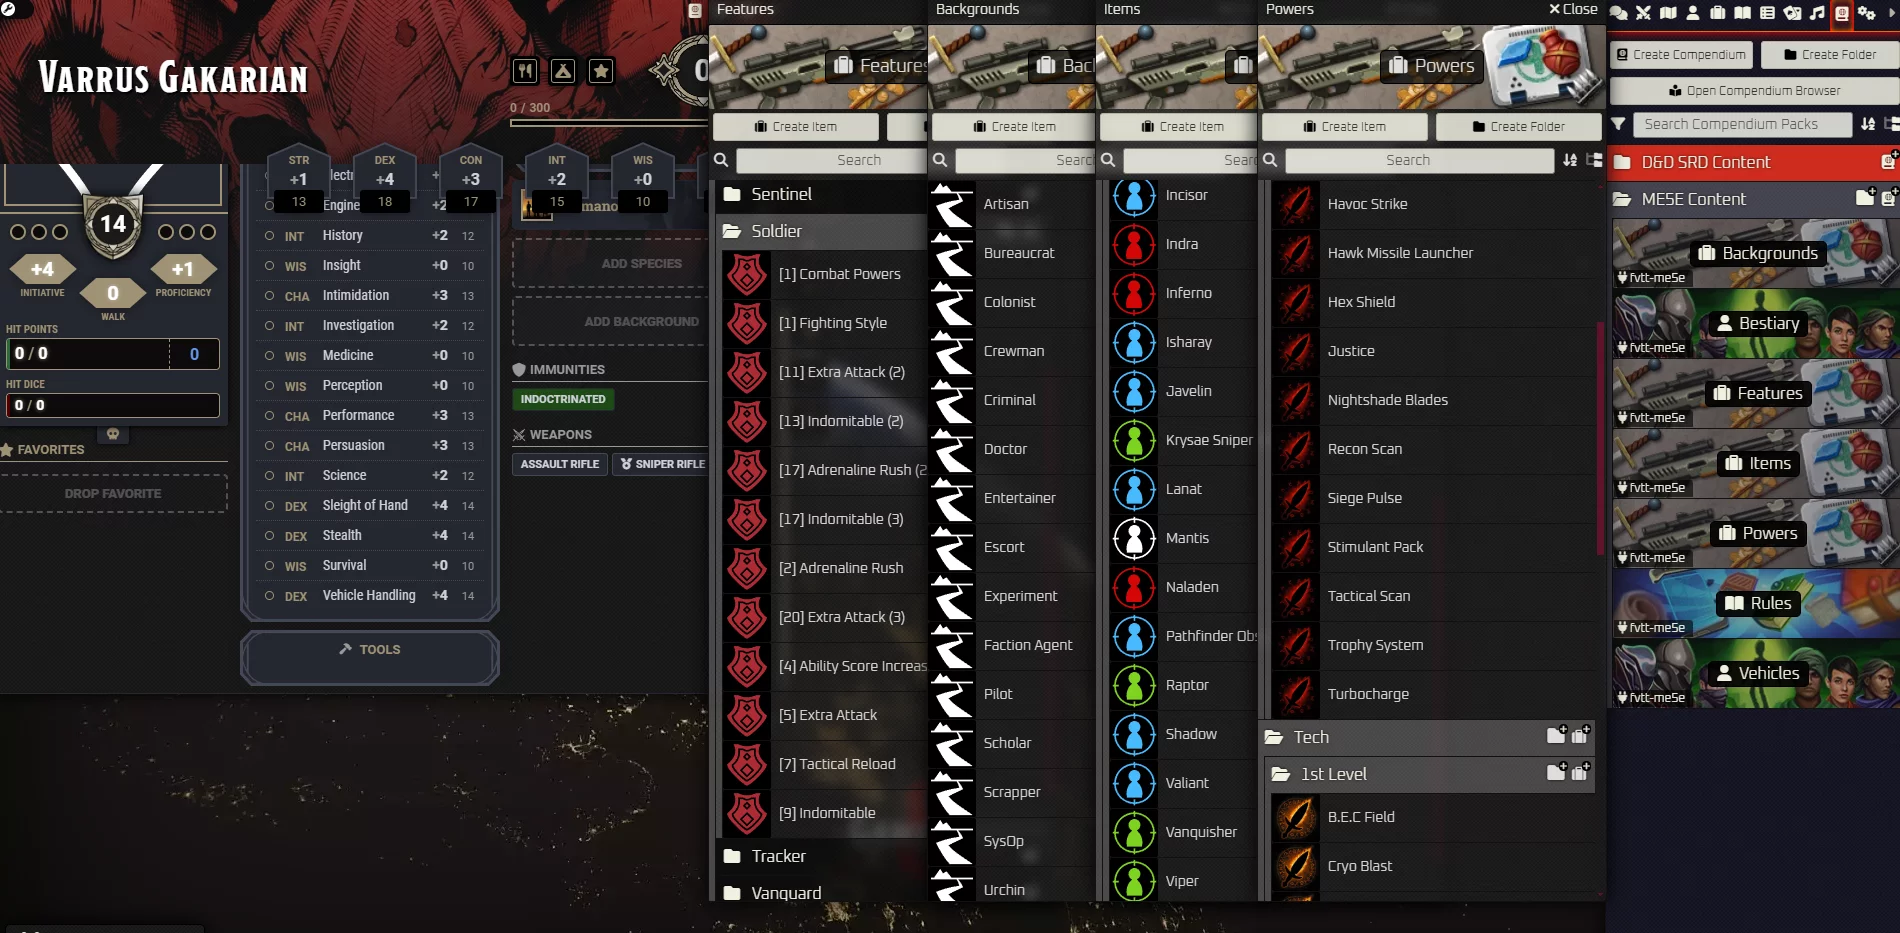 VARRUS GAKARIAN
0 / 300
STR
+1
13
DEX
+4
18
CON
+3
17
INT
+2
15
WIS
+0
10
14
+4
INITIATIVE
0
WALK
+1
PROFICIENCY
HIT POINTS
0 / 0
0
HIT DICE
0 / 0
FAVORITES
DROP FAVORITE
INT History +2 12
WIS Insight +0 10
CHA Intimidation +3 13
INT Investigation +2 12
WIS Medicine +0 10
WIS Perception +0 10
CHA Performance +3 13
CHA Persuasion +3 13
INT Science +2 12
DEX Sleight of Hand +4 14
DEX Stealth +4 14
WIS Survival +0 10
DEX Vehicle Handling +4 14
TOOLS
ADD SPECIES
ADD BACKGROUND
IMMUNITIES
INDOCTRINATED
WEAPONS
ASSAULT RIFLE
SNIPER RIFLE
Features
Features
Create Item
Search
Sentinel
Soldier
[1] Combat Powers
[1] Fighting Style
[11] Extra Attack (2)
[13] Indomitable (2)
[17] Adrenaline Rush (2
[17] Indomitable (3)
[2] Adrenaline Rush
[20] Extra Attack (3)
[4] Ability Score Increas
[5] Extra Attack
[7] Tactical Reload
[9] Indomitable
Tracker
Vanguard
Backgrounds
Bac
Create Item
Searc
Artisan
Bureaucrat
Colonist
Crewman
Criminal
Doctor
Entertainer
Escort
Experiment
Faction Agent
Pilot
Scholar
Scrapper
SysOp
Urchin
Items
Create Item
Sear
Incisor
Indra
Inferno
Isharay
Javelin
Krysae Sniper
Lanat
Mantis
Naladen
Pathfinder Obs
Raptor
Shadow
Valiant
Vanquisher
Viper
Powers
Close
Powers
Create Item
Create Folder
Search
Havoc Strike
Hawk Missile Launcher
Hex Shield
Justice
Nightshade Blades
Recon Scan
Siege Pulse
Stimulant Pack
Tactical Scan
Trophy System
Turbocharge
Tech
1st Level
B.E.C Field
Cryo Blast
Create Compendium
Create Folder
Open Compendium Browser
Search Compendium Packs
D&D SRD Content
ME5E Content
Backgrounds
fvtt-me5e
Bestiary
fvtt-me5e
Features
fvtt-me5e
Items
fvtt-me5e
Powers
fvtt-me5e
Rules
fvtt-me5e
Vehicles
fvtt-me5e